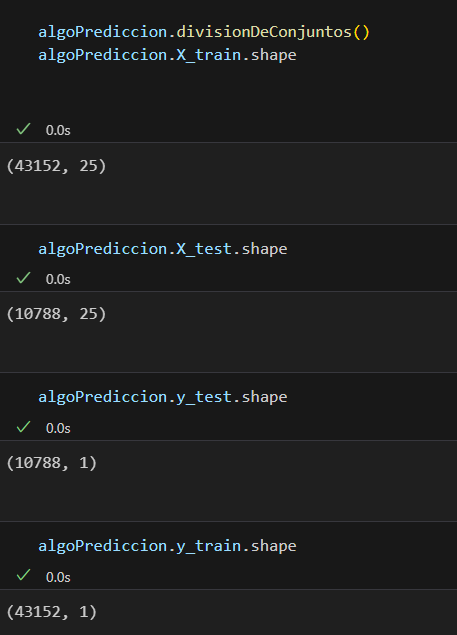 algoPrediccion.divisionDeConjuntos()
algoPrediccion.X_train.shape
0.0s
(43152, 25)
algoPrediccion.X_test.shape
0.0s
(10788, 25)
algoPrediccion.y_test.shape
0.0s
(10788, 1)
algoPrediccion.y_train.shape
0.0s
(43152, 1)